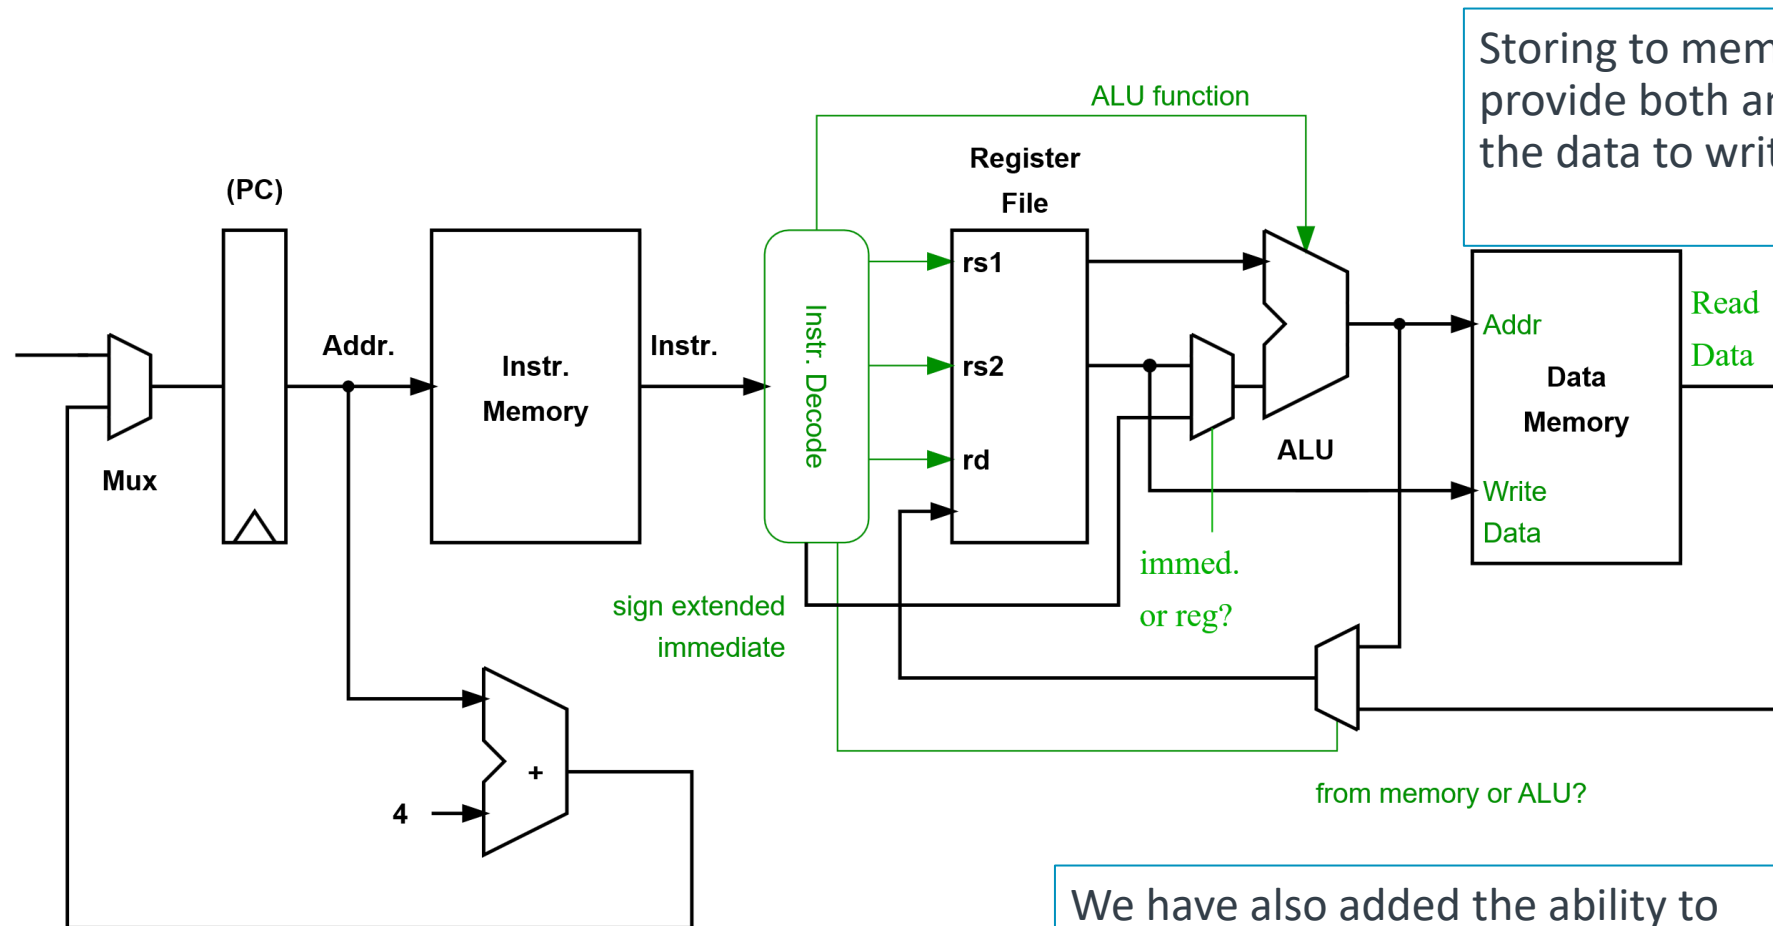 Storing to mem
provide both a
the data to writ
ALU function
Register
File
(PC)
rs1
rs2
rd
Instr. Decode
Addr.
Instr.
Memory
Instr.
Mux
ALU
Addr
Data
Memory
Write
Data
Read
Data
immed.
or reg?
sign extended
immediate
+
4
from memory or ALU?
We have also added the ability to